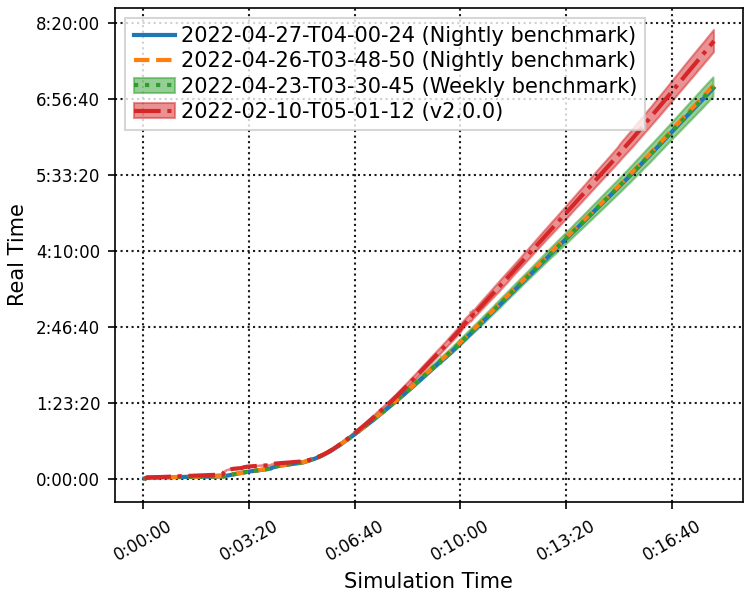 2022-04-27-T04-00-24 (Nightly benchmark)
2022-04-26-T03-48-50 (Nightly benchmark)
2022-04-23-T03-30-45 (Weekly benchmark)
2022-02-10-T05-01-12 (v2.0.0)
8:20:00
6:56:40
5:33:20
4:10:00
2:46:40
1:23:20
0:00:00
Real Time
0:00:00
0:03:20
0:06:40
0:10:00
0:13:20
0:16:40
Simulation Time